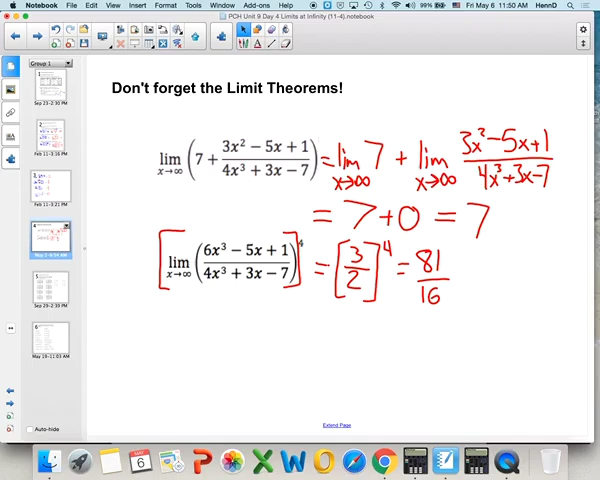 Notebook File Edit View Insert Format Tools Window Help 99% Fri May 6 11:50 AM HennD
PCH Unit 9 Day 4 Limits at Infinity (11-4).notebook
Group 1
Sep 23-2:30 PM
Feb 11-3:16 PM
Feb 11-3:21 PM
May 7-8:54 AM
Sep 29-2:39 PM
May 19-11:03 AM
Auto-hide
Don't forget the Limit Theorems!
lim x→∞ (7 + (3x² − 5x + 1)/(4x³ + 3x − 7)) = lim x→∞ 7 + lim x→∞ (3x² − 5x + 1)/(4x³ + 3x − 7)
= 7 + 0 = 7
[lim x→∞ ((6x³ − 5x + 1)/(4x³ + 3x − 7))]⁴ = [3/2]⁴ = 81/16
Extend Page
MAY 6